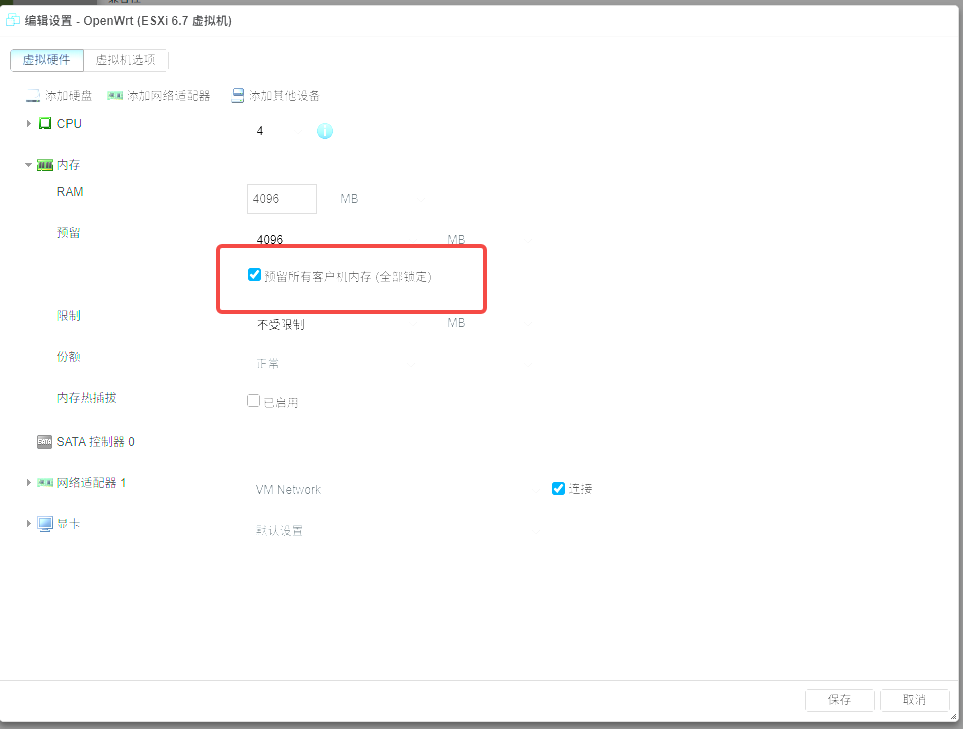 编辑设置 - OpenWrt (ESXi 6.7 虚拟机)
虚拟硬件 虚拟机选项
添加硬盘 添加网络适配器 添加其他设备
CPU 4
内存
RAM 4096 MB
预留 4096 MB
预留所有客户机内存 (全部锁定)
限制 不受限制 MB
份额 正常
内存热插拔 已启用
SATA 控制器 0
网络适配器 1 VM Network 连接
显卡 默认设置
保存 取消